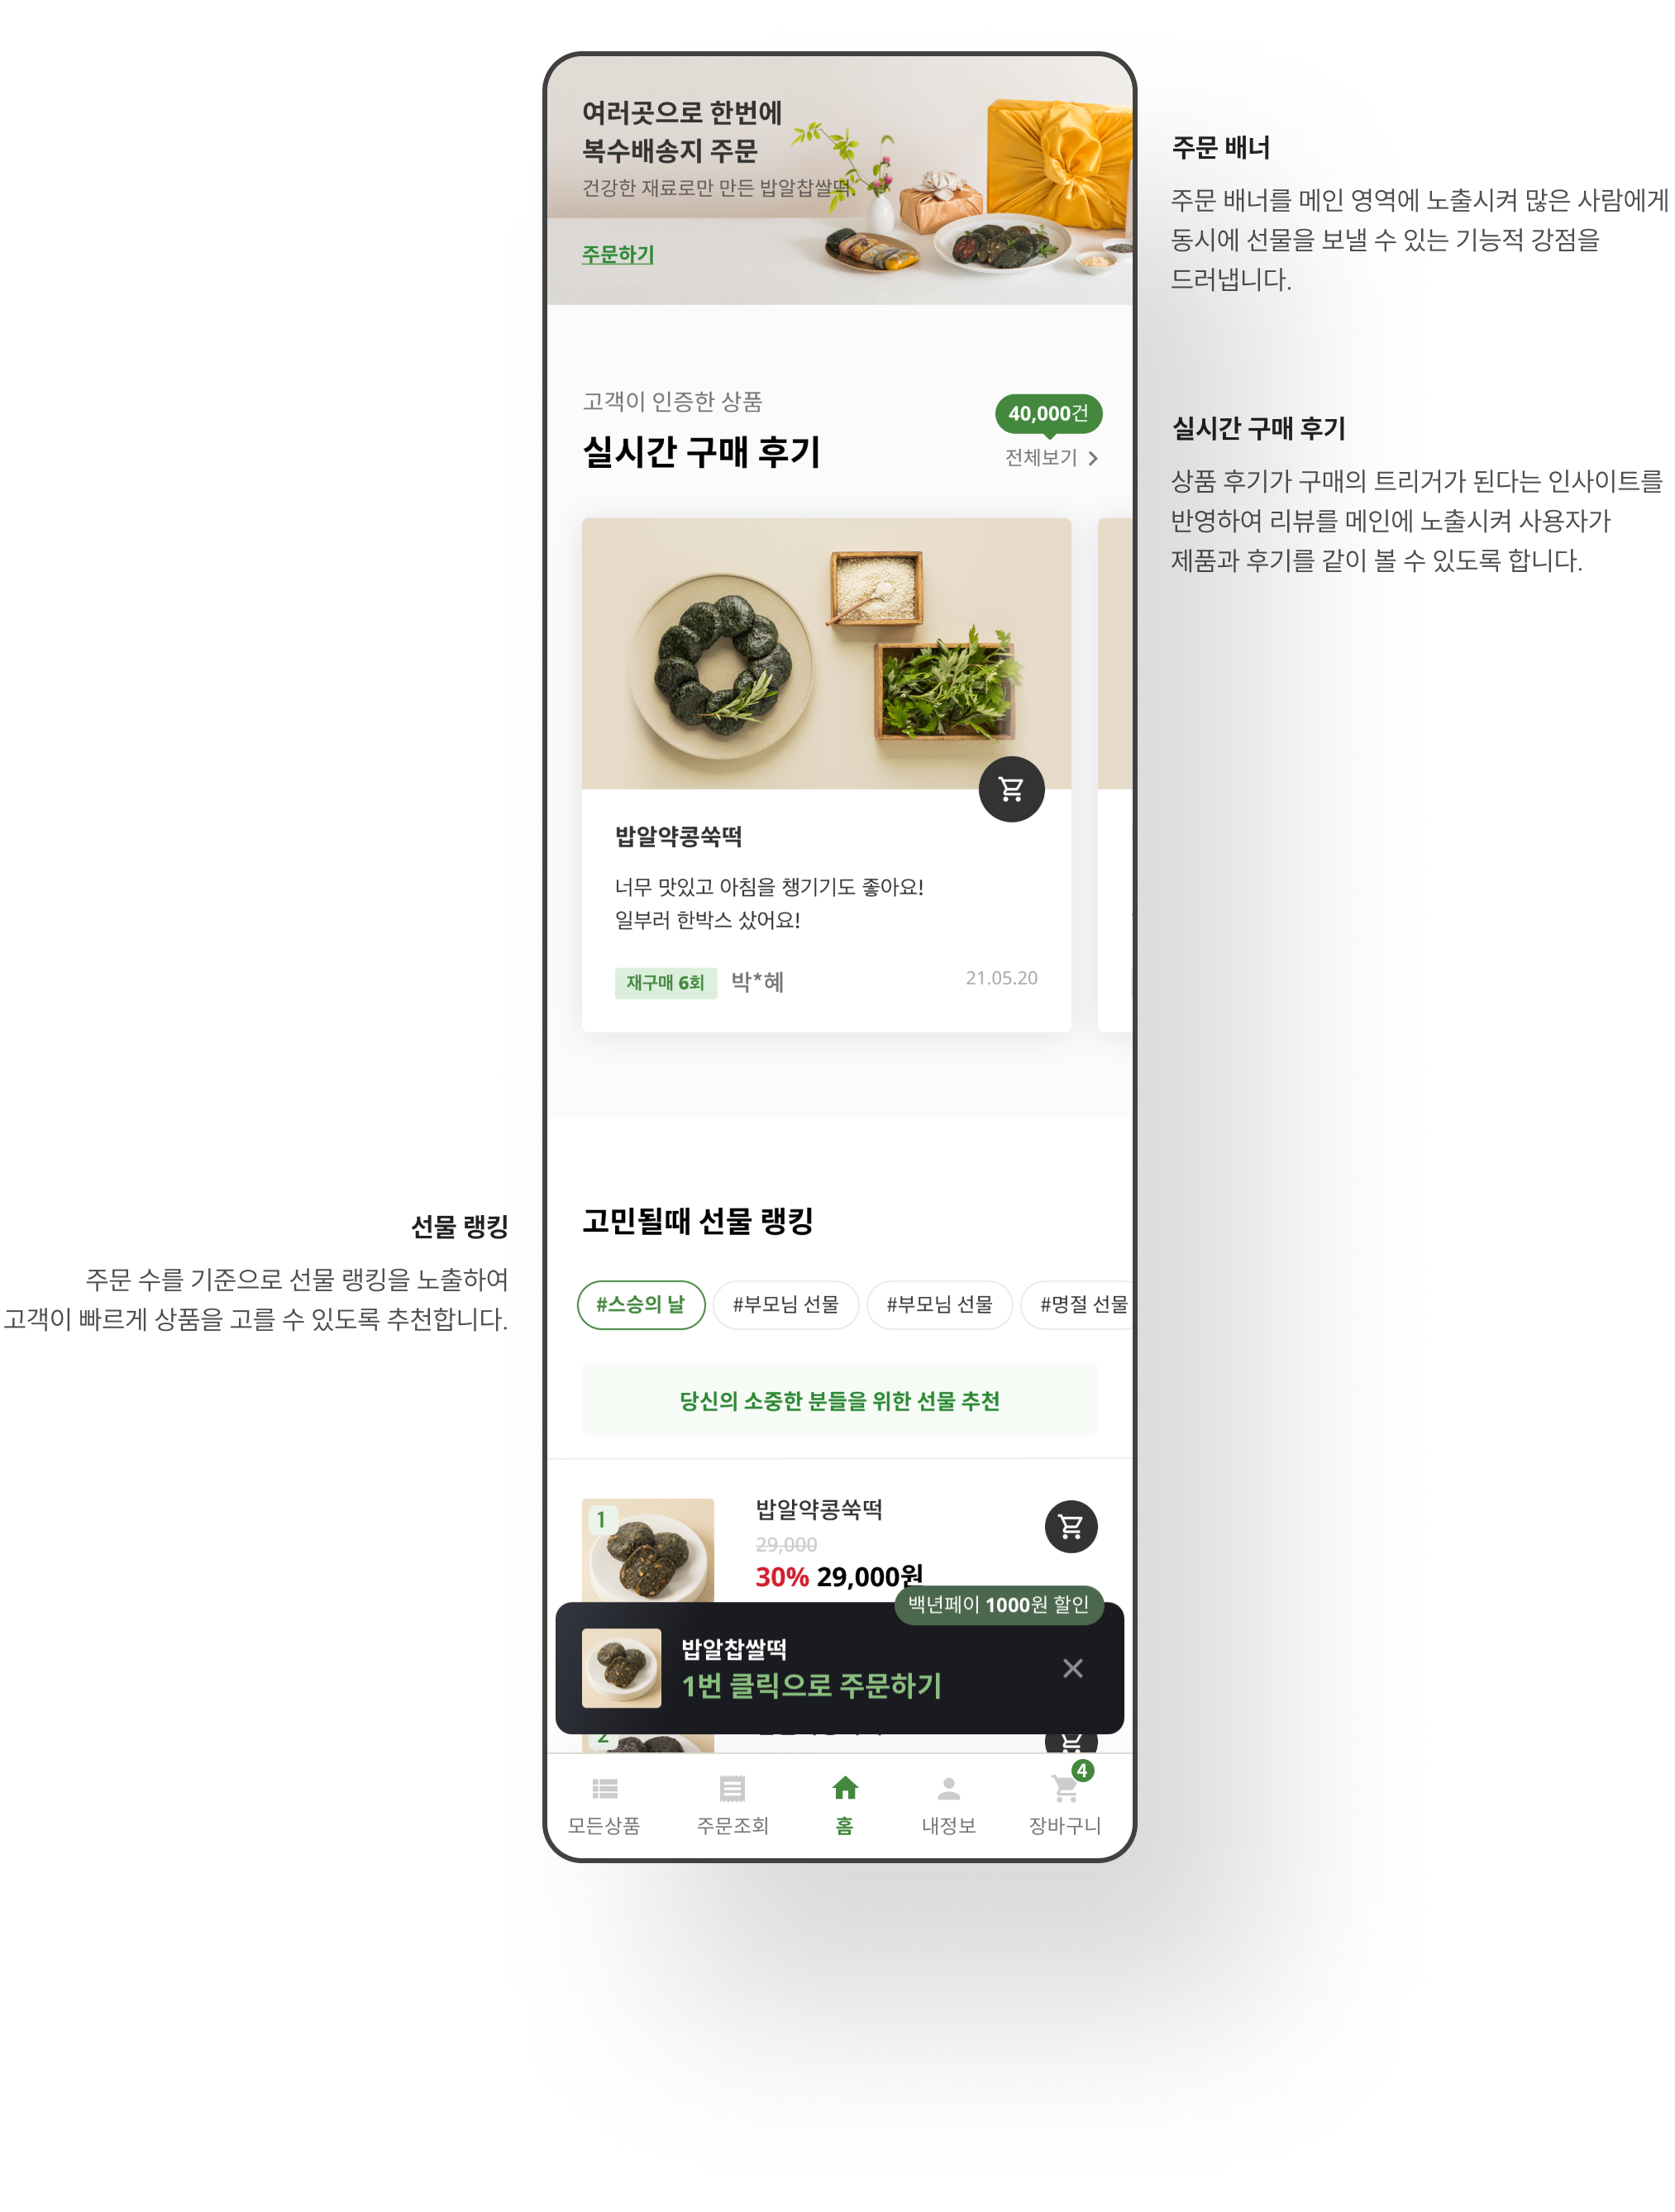 여러곳으로 한번에
복수배송지 주문
건강한 재료로만 만든 밥알찹쌀떡.
주문하기
주문 배너
주문 배너를 메인 영역에 노출시켜 많은 사람에게
동시에 선물을 보낼 수 있는 기능적 강점을
드러냅니다.
고객이 인증한 상품
실시간 구매 후기
40,000건
전체보기
실시간 구매 후기
상품 후기가 구매의 트리거가 된다는 인사이트를
반영하여 리뷰를 메인에 노출시켜 사용자가
제품과 후기를 같이 볼 수 있도록 합니다.
밥알약콩쑥떡
너무 맛있고 아침을 챙기기도 좋아요!
일부러 한박스 샀어요!
재구매 6회 박*혜 21.05.20
선물 랭킹
주문 수를 기준으로 선물 랭킹을 노출하여
고객이 빠르게 상품을 고를 수 있도록 추천합니다.
고민될때 선물 랭킹
#스승의 날 #부모님 선물 #부모님 선물 #명절 선물
당신의 소중한 분들을 위한 선물 추천
1
밥알약콩쑥떡
29,000
30% 29,000원
백년페이 1000원 할인
밥알찹쌀떡
1번 클릭으로 주문하기
2
4
모든상품 주문조회 홈 내정보 장바구니